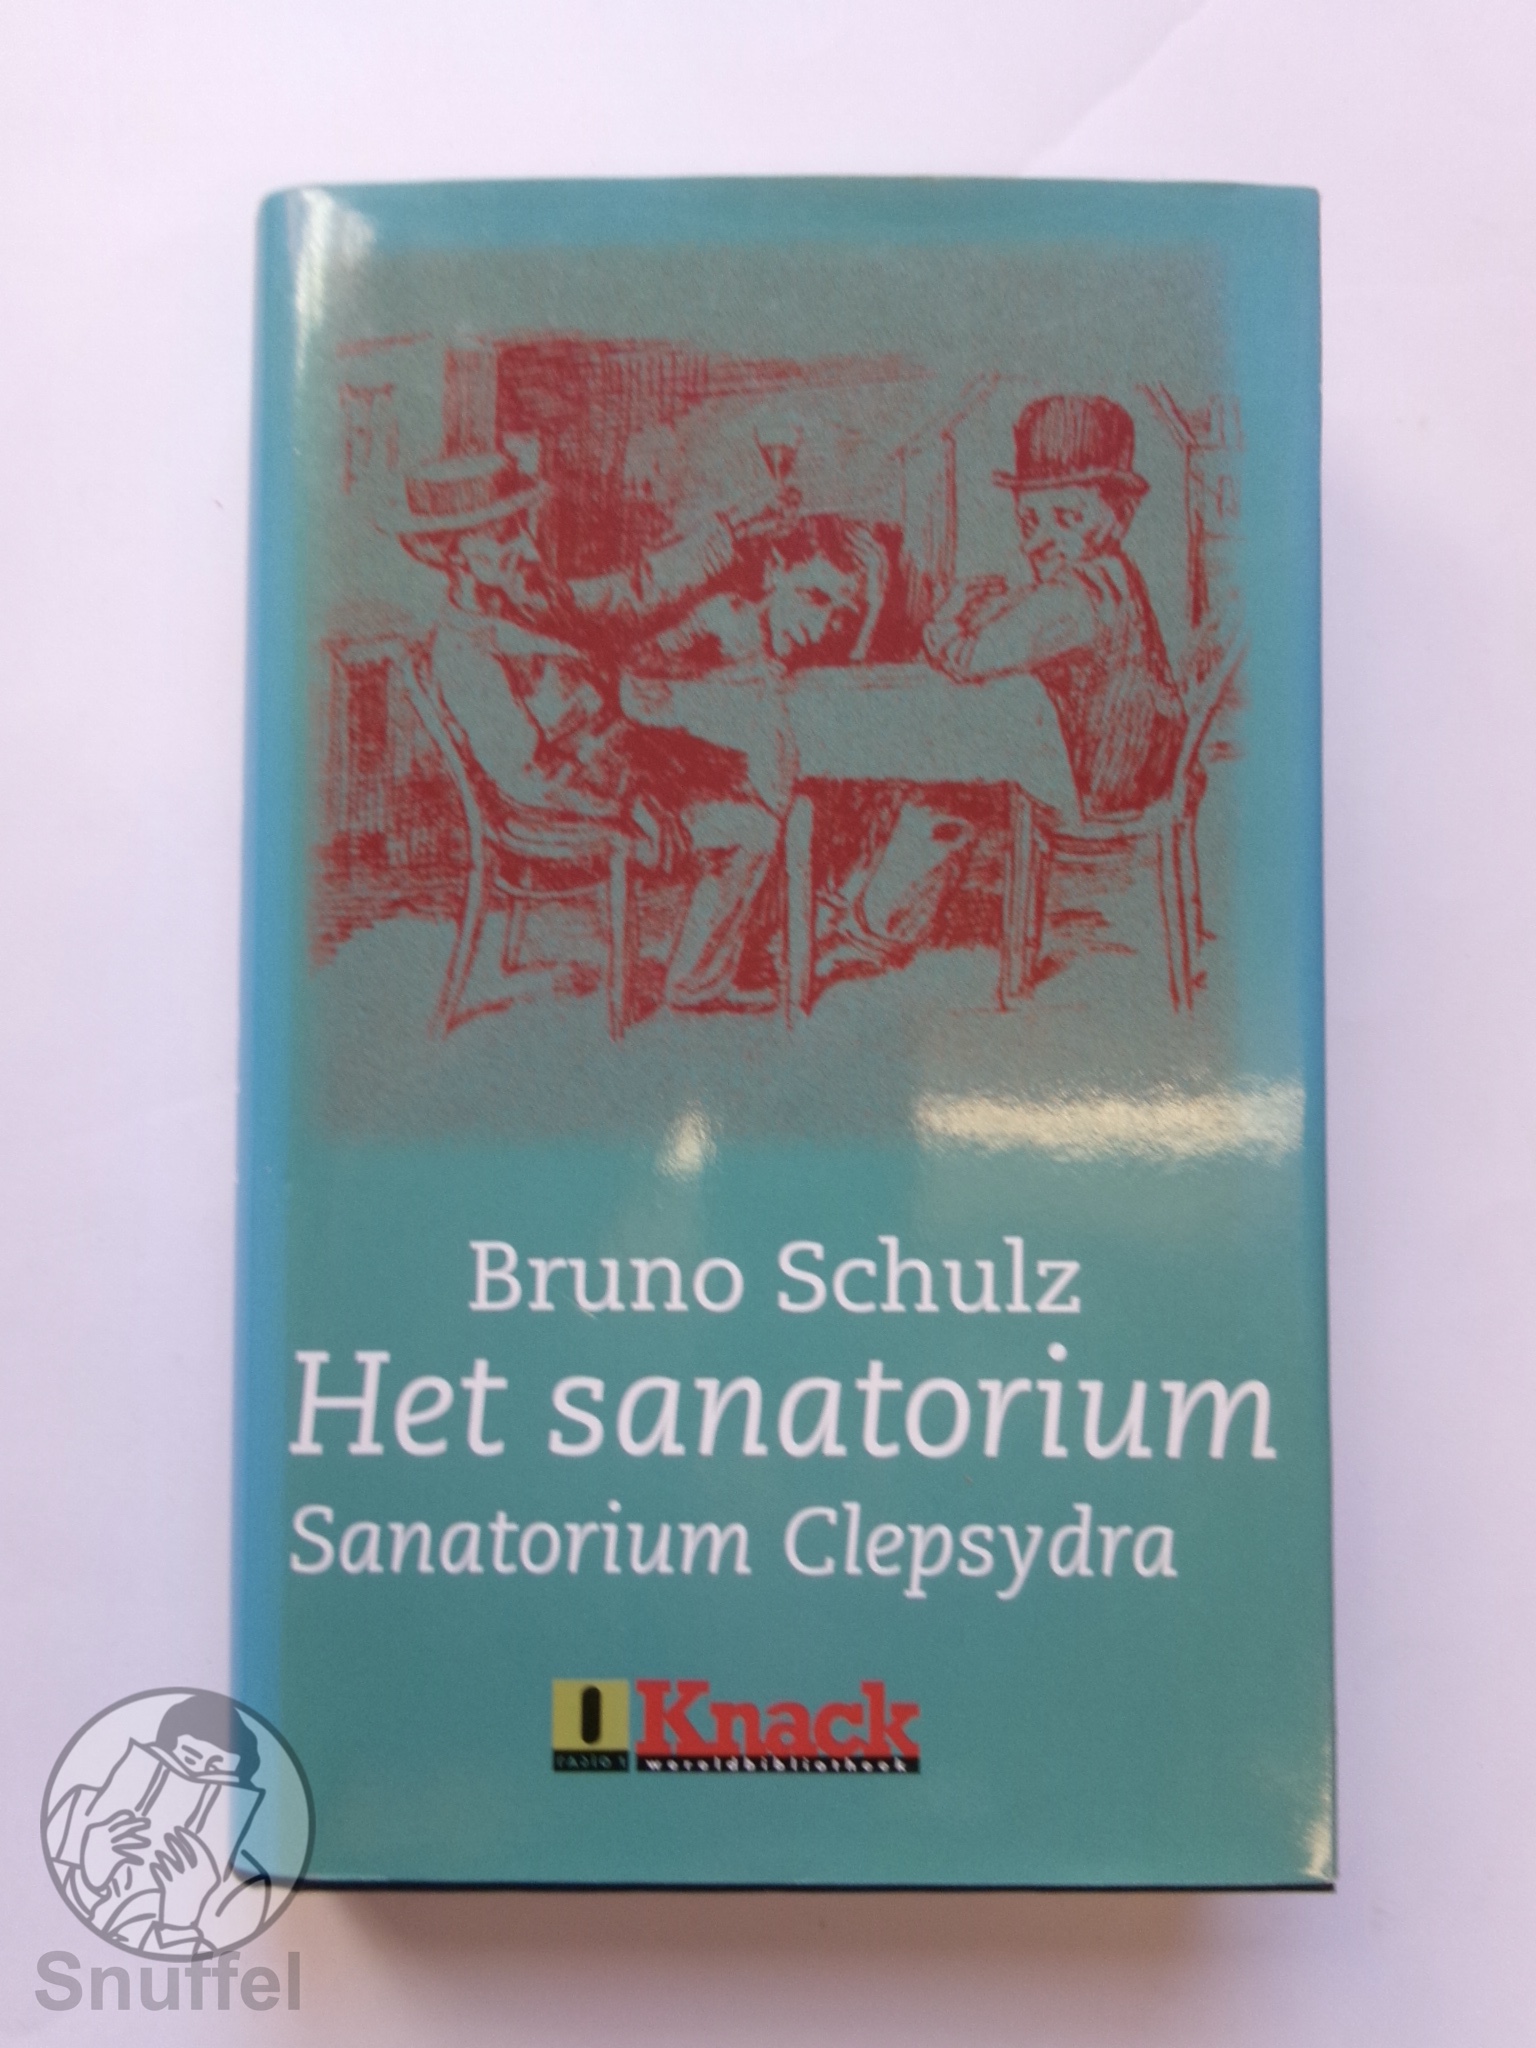 Bruno Schulz
Het sanatorium
Sanatorium Clepsydra
Knack
wereldbibliotheek
Snuffel